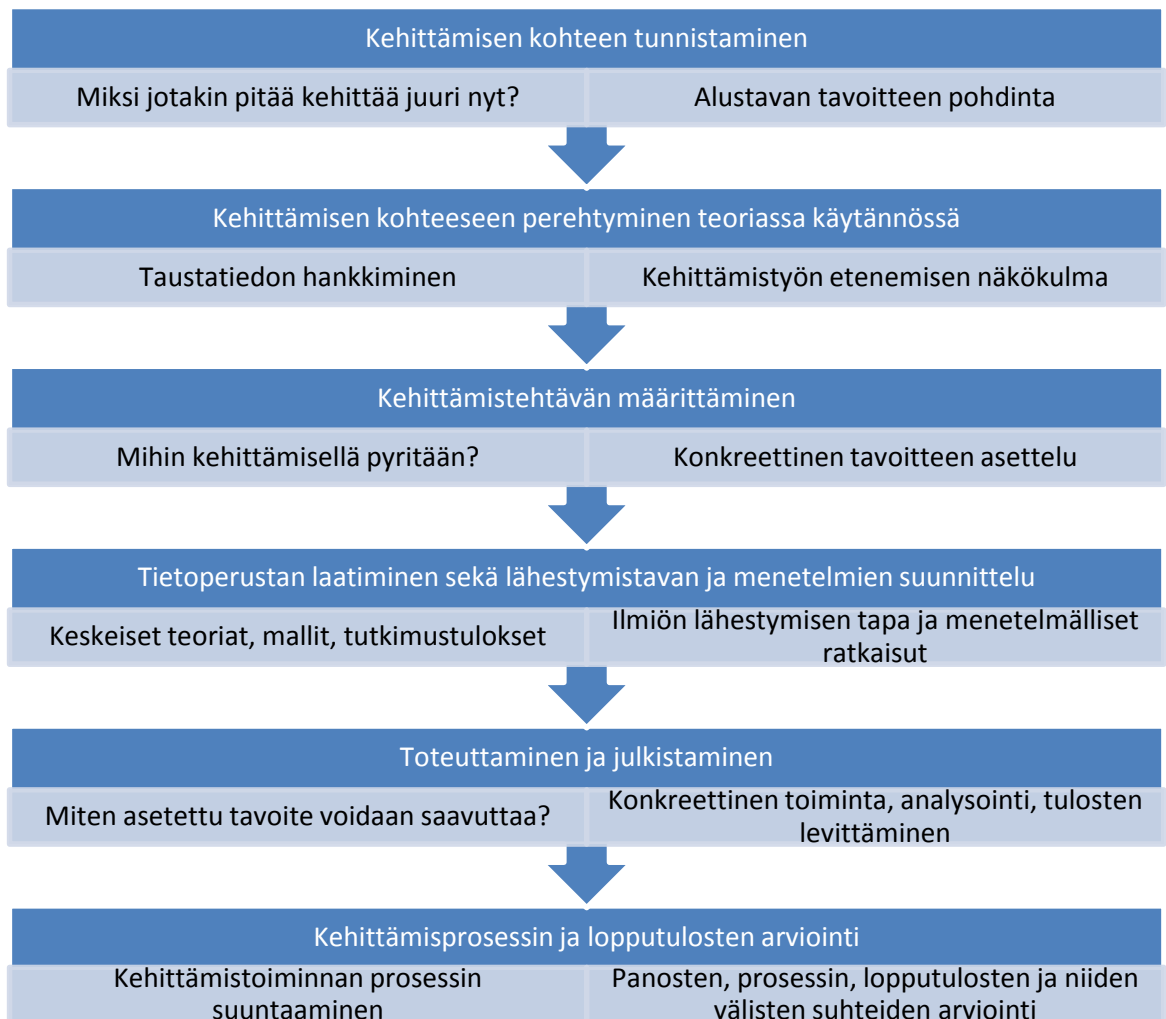 Kehittämisen kohteen tunnistaminen
Miksi jotakin pitää kehittää juuri nyt?
Alustavan tavoitteen pohdinta
Kehittämisen kohteeseen perehtyminen teoriassa käytännössä
Taustatiedon hankkiminen
Kehittämistyön etenemisen näkökulma
Kehittämistehtävän määrittäminen
Mihin kehittämisellä pyritään?
Konkreettinen tavoitteen asettelu
Tietoperustan laatiminen sekä lähestymistavan ja menetelmien suunnittelu
Keskeiset teoriat, mallit, tutkimustulokset
Ilmiön lähestymisen tapa ja menetelmälliset
ratkaisut
Toteuttaminen ja julkistaminen
Miten asetettu tavoite voidaan saavuttaa?
Konkreettinen toiminta, analysointi, tulosten
levittäminen
Kehittämisprosessin ja lopputulosten arviointi
Kehittämistoiminnan prosessin
suuntaaminen
Panosten, prosessin, lopputulosten ja niiden
välisten suhteiden arviointi